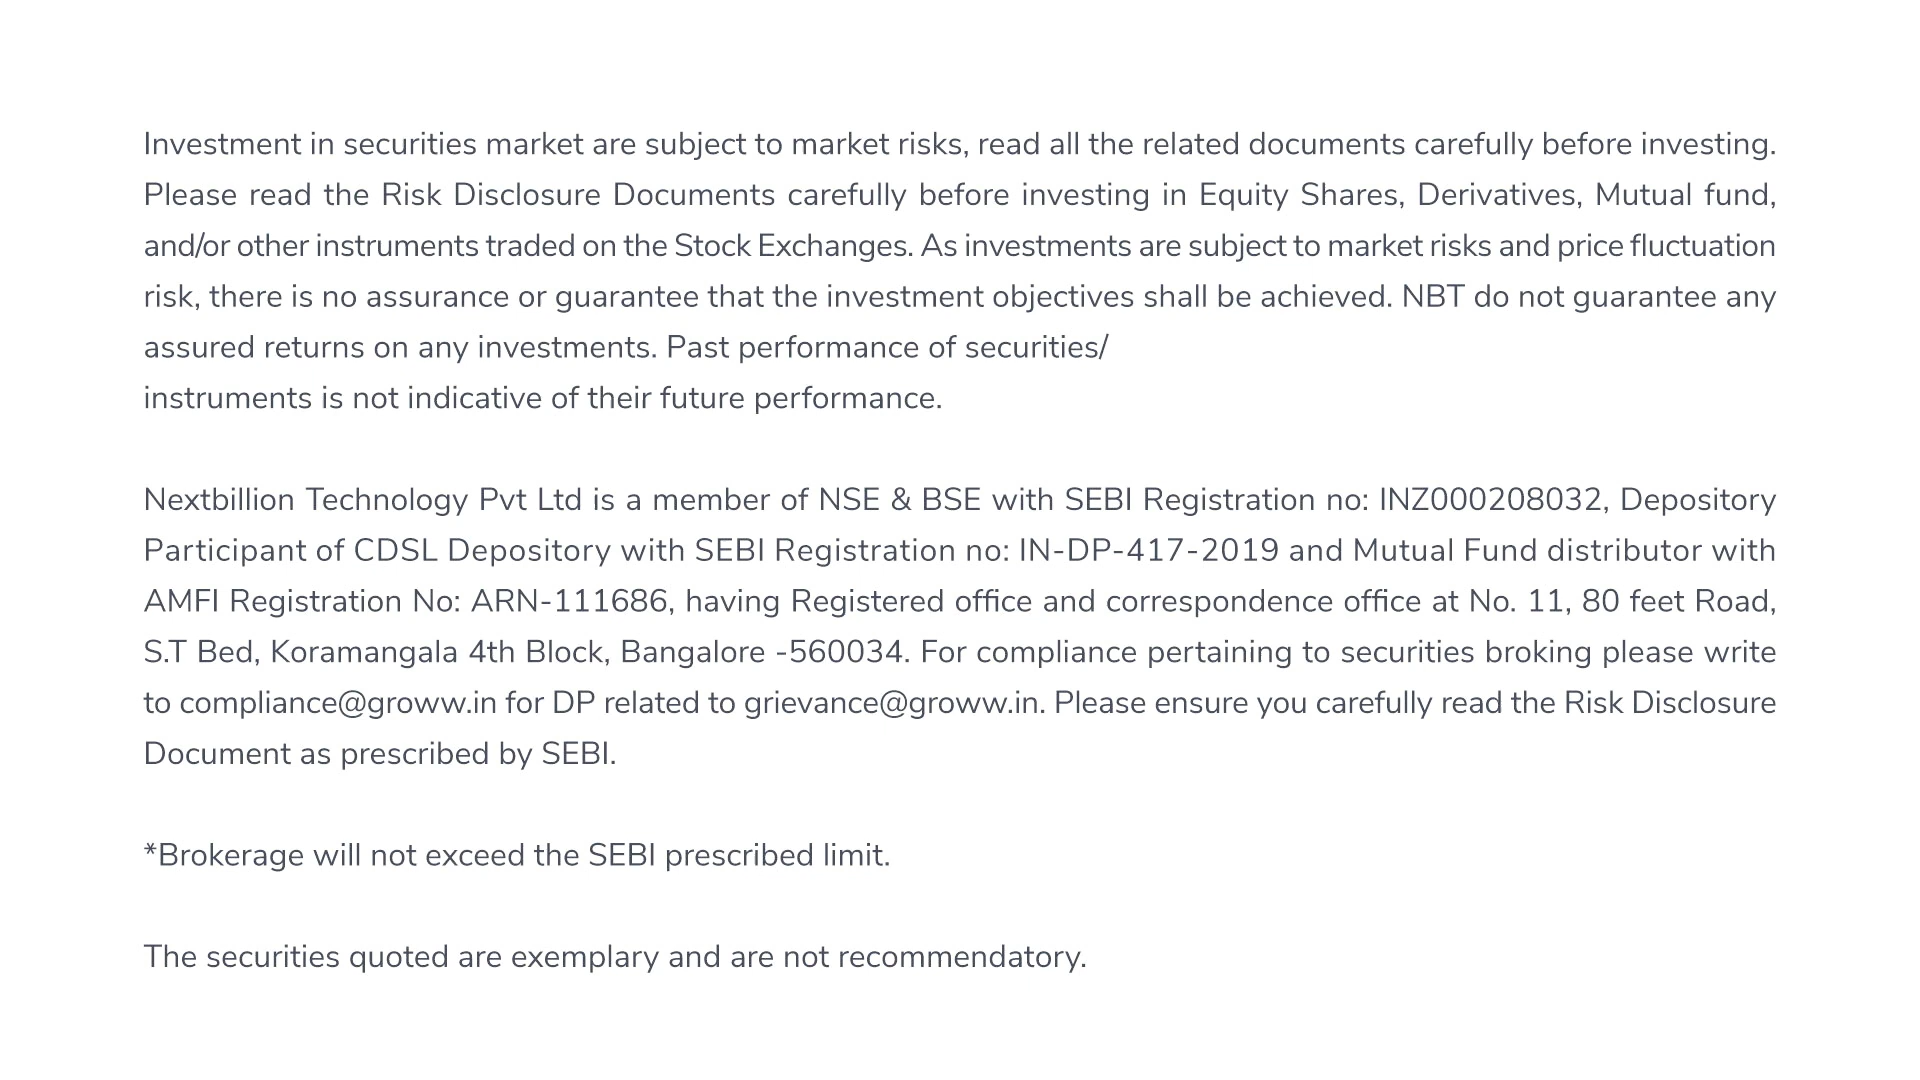 Investment in securities market are subject to market risks, read all the related documents carefully before investing.
Please read the Risk Disclosure Documents carefully before investing in Equity Shares, Derivatives, Mutual fund,
and/or other instruments traded on the Stock Exchanges. As investments are subject to market risks and price fluctuation
risk, there is no assurance or guarantee that the investment objectives shall be achieved. NBT do not guarantee any
assured returns on any investments. Past performance of securities/
instruments is not indicative of their future performance.
Nextbillion Technology Pvt Ltd is a member of NSE & BSE with SEBI Registration no: INZ000208032, Depository
Participant of CDSL Depository with SEBI Registration no: IN-DP-417-2019 and Mutual Fund distributor with
AMFI Registration No: ARN-111686, having Registered office and correspondence office at No. 11, 80 feet Road,
S.T Bed, Koramangala 4th Block, Bangalore -560034. For compliance pertaining to securities broking please write
to compliance@groww.in for DP related to grievance@groww.in. Please ensure you carefully read the Risk Disclosure
Document as prescribed by SEBI.
*Brokerage will not exceed the SEBI prescribed limit.
The securities quoted are exemplary and are not recommendatory.